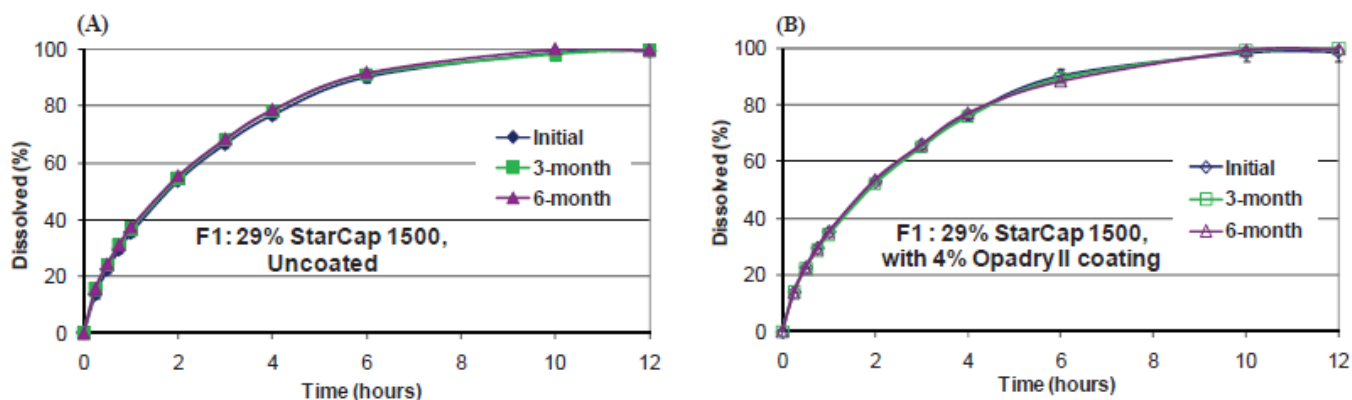 (A)
100
80
60
40
20
0
Dissolved (%)
Initial
3-month
6-month
F1: 29% StarCap 1500,
Uncoated
0 2 4 6 8 10 12
Time (hours)
(B)
100
80
60
40
20
0
Dissolved (%)
Initial
3-month
6-month
F1 : 29% StarCap 1500,
with 4% Opadry II coating
0 2 4 6 8 10 12
Time (hours)